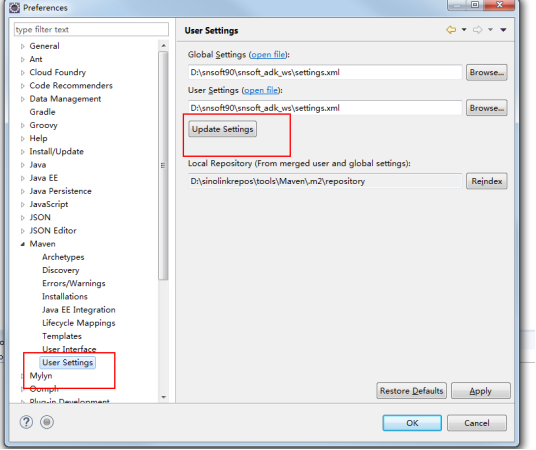 Preferences
type filter text
General
Ant
Cloud Foundry
Code Recommenders
Data Management
Gradle
Groovy
Help
Install/Update
Java
Java EE
Java Persistence
JavaScript
JSON
JSON Editor
Maven
Archetypes
Discovery
Errors/Warnings
Installations
Java EE Integration
Lifecycle Mappings
Templates
User Interface
User Settings
Mylyn
Oomph
Plug-in Development
User Settings
Global Settings (open file):
D:\snsoft90\snsoft_adk_ws\settings.xml
Browse...
User Settings (open file):
D:\snsoft90\snsoft_adk_ws\settings.xml
Browse...
Update Settings
Local Repository (From merged user and global settings):
D:\sinolinkrepos\tools\Maven\.m2\repository
Reindex
Restore Defaults
Apply
OK
Cancel